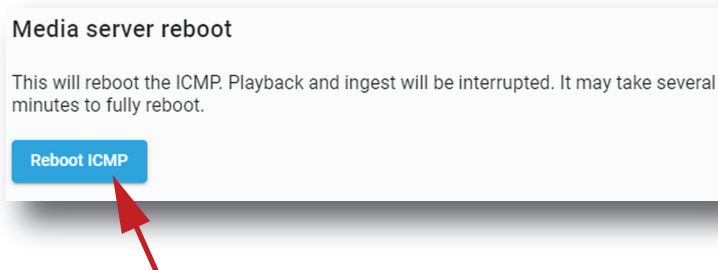 Media server reboot
This will reboot the ICMP. Playback and ingest will be interrupted. It may take several
minutes to fully reboot.
Reboot ICMP